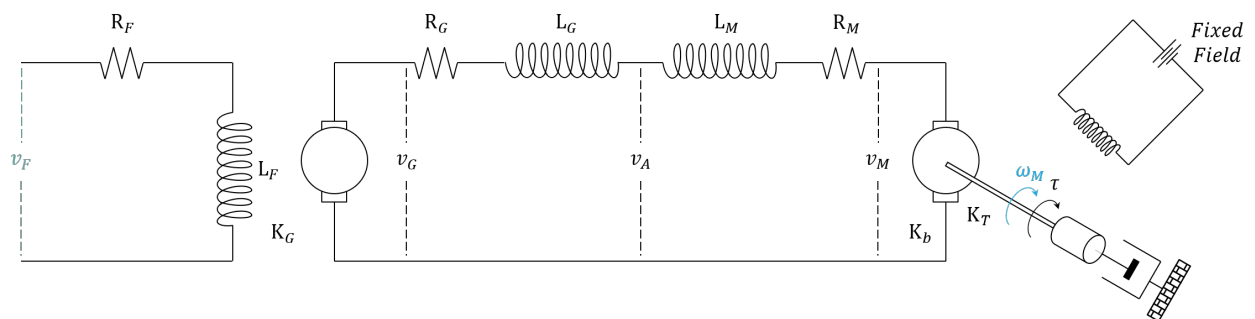 R_F
R_G
L_G
L_M
R_M
Fixed
Field
v_F
L_F
v_G
v_A
v_M
ω_M
τ
K_G
K_b
K_T